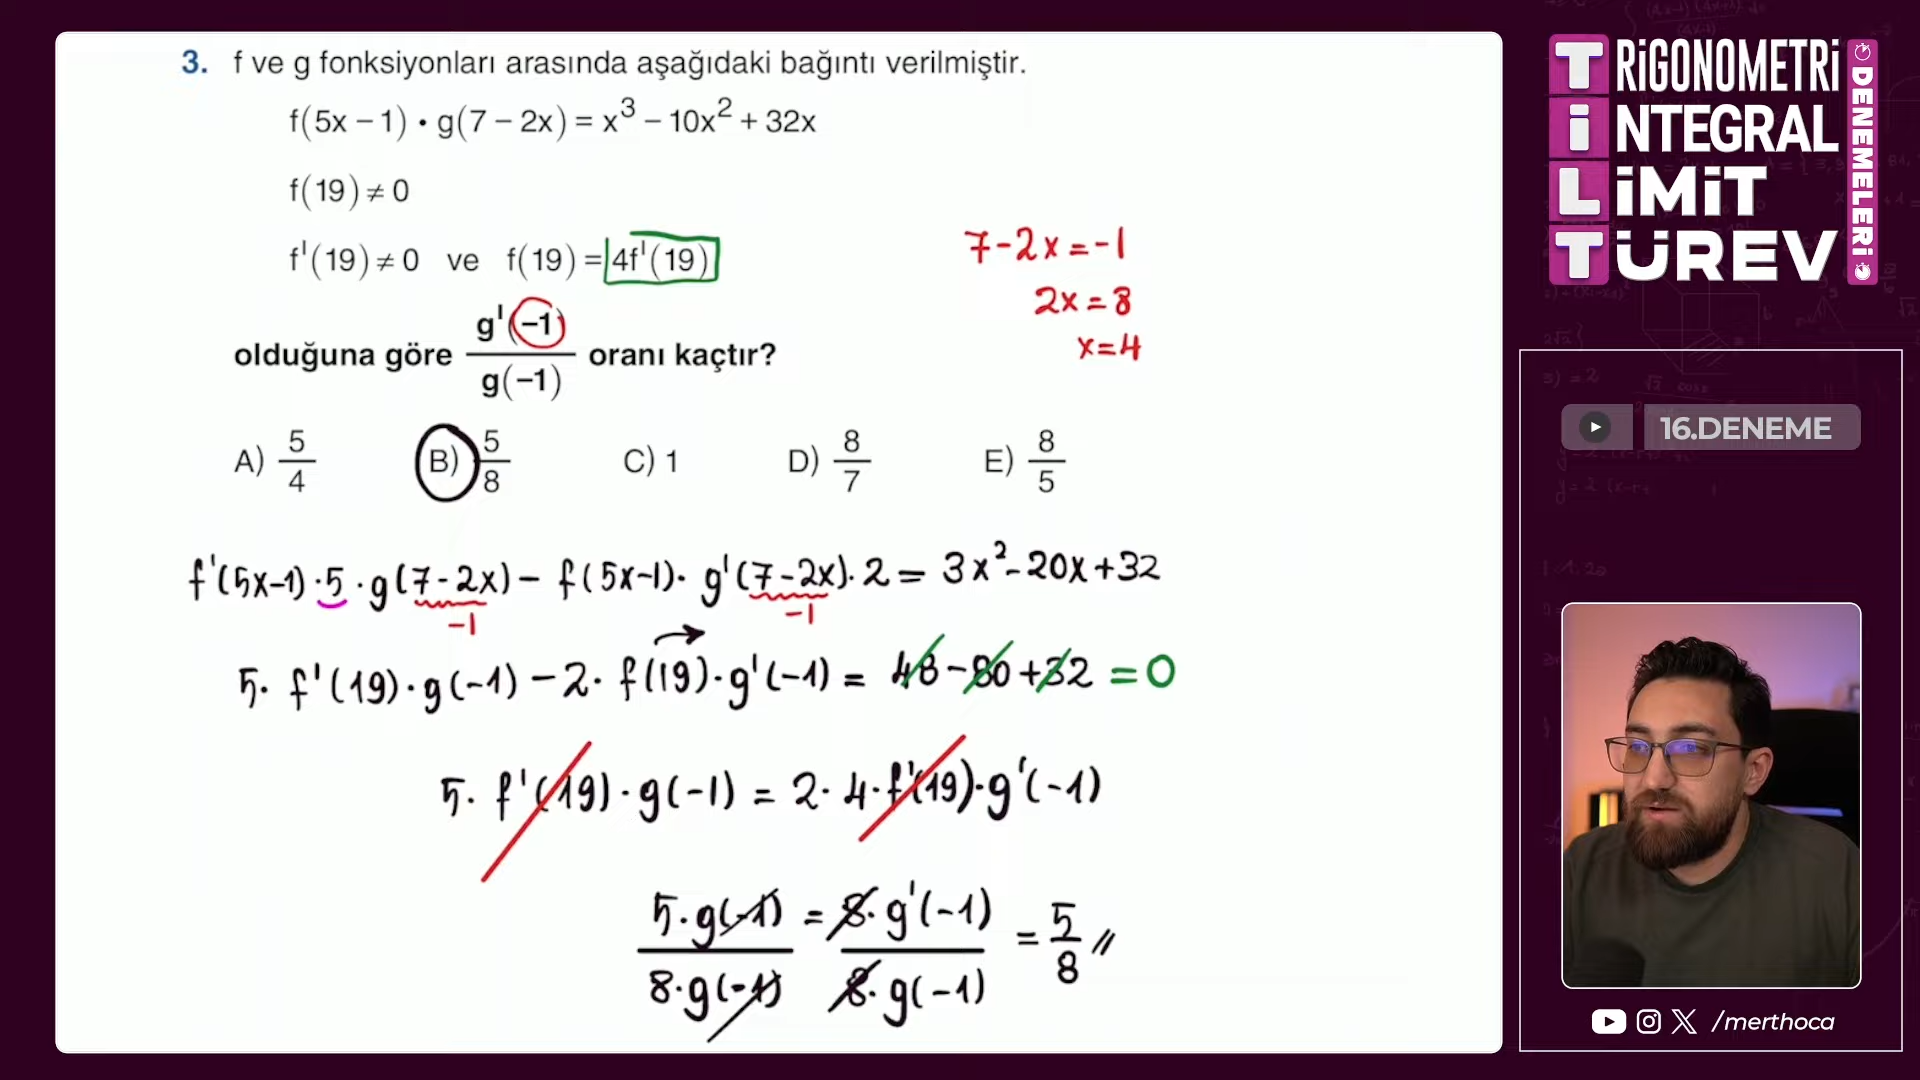 3. f ve g fonksiyonları arasında aşağıdaki bağıntı verilmiştir.
f(5x − 1) • g(7 − 2x) = x³ − 10x² + 32x
f(19) ≠ 0
f'(19) ≠ 0 ve f(19) = 4f'(19)
olduğuna göre g'(−1) / g(−1) oranı kaçtır?
A) 5/4 B) 5/8 C) 1 D) 8/7 E) 8/5
7-2x=-1
2x=8
x=4
f'(5x-1)·5·g(7-2x) - f(5x-1)·g'(7-2x)·2 = 3x²-20x+32
-1 -1
5·f'(19)·g(-1) - 2·f(19)·g'(-1) = 48-80+32 = 0
5·f'(19)·g(-1) = 2·4·f'(19)·g'(-1)
5·g(-1) / 8·g(-1) = 8·g'(-1) / 8·g(-1) = 5/8 //
TRİGONOMETRİ
İNTEGRAL
LİMİT
TÜREV
DENEMELERİ
16.DENEME
/merthoca